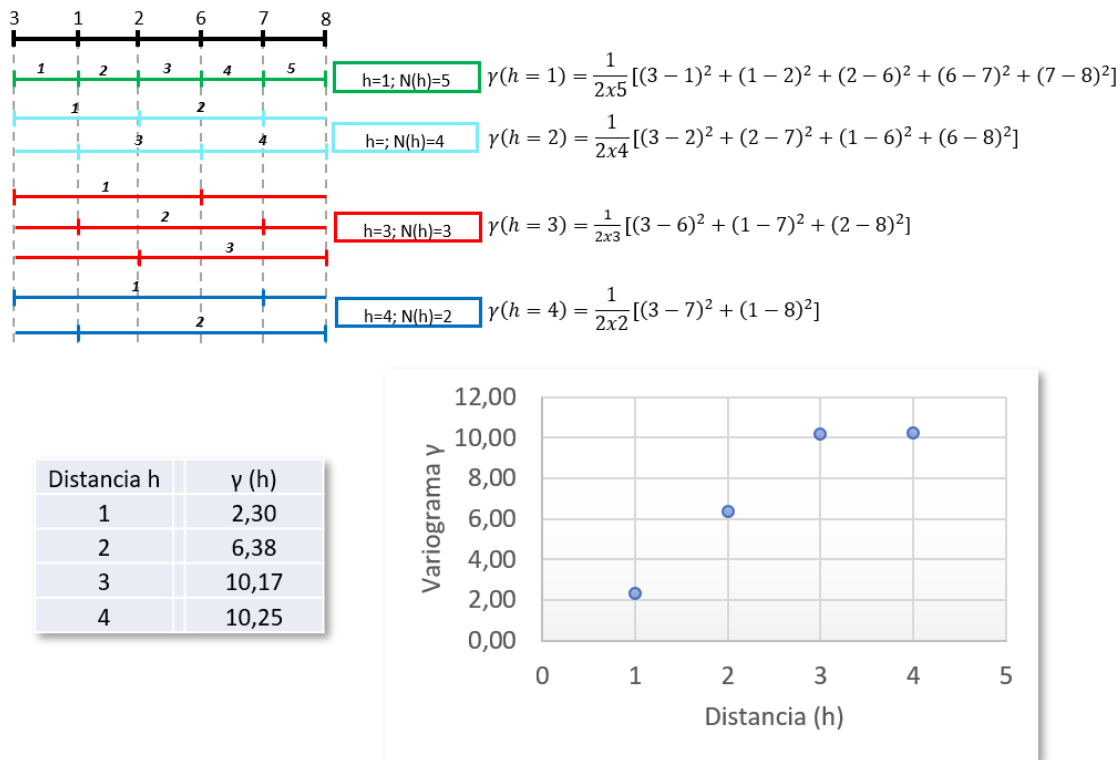 3 1 2 6 7 8
1 2 3 4 5
h=1; N(h)=5 γ(h = 1) = 1/2x5 [(3 − 1)² + (1 − 2)² + (2 − 6)² + (6 − 7)² + (7 − 8)²]
1 2
3 4
h=; N(h)=4 γ(h = 2) = 1/2x4 [(3 − 2)² + (2 − 7)² + (1 − 6)² + (6 − 8)²]
1
2
3
h=3; N(h)=3 γ(h = 3) = 1/2x3 [(3 − 6)² + (1 − 7)² + (2 − 8)²]
1
2
h=4; N(h)=2 γ(h = 4) = 1/2x2 [(3 − 7)² + (1 − 8)²]
Distancia h γ (h)
1 2,30
2 6,38
3 10,17
4 10,25
Variograma γ
12,00
10,00
8,00
6,00
4,00
2,00
0,00
0 1 2 3 4 5
Distancia (h)